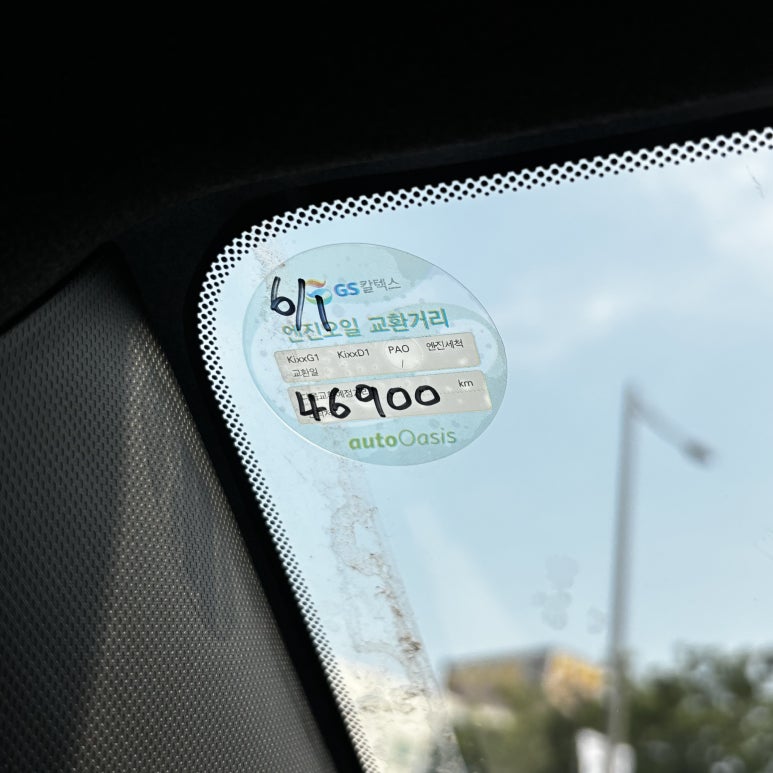 6/1
GS칼텍스
엔진오일 교환거리
KixxG1 KixxD1 PAO 엔진세척
교환일 /
46900 km
autoOasis